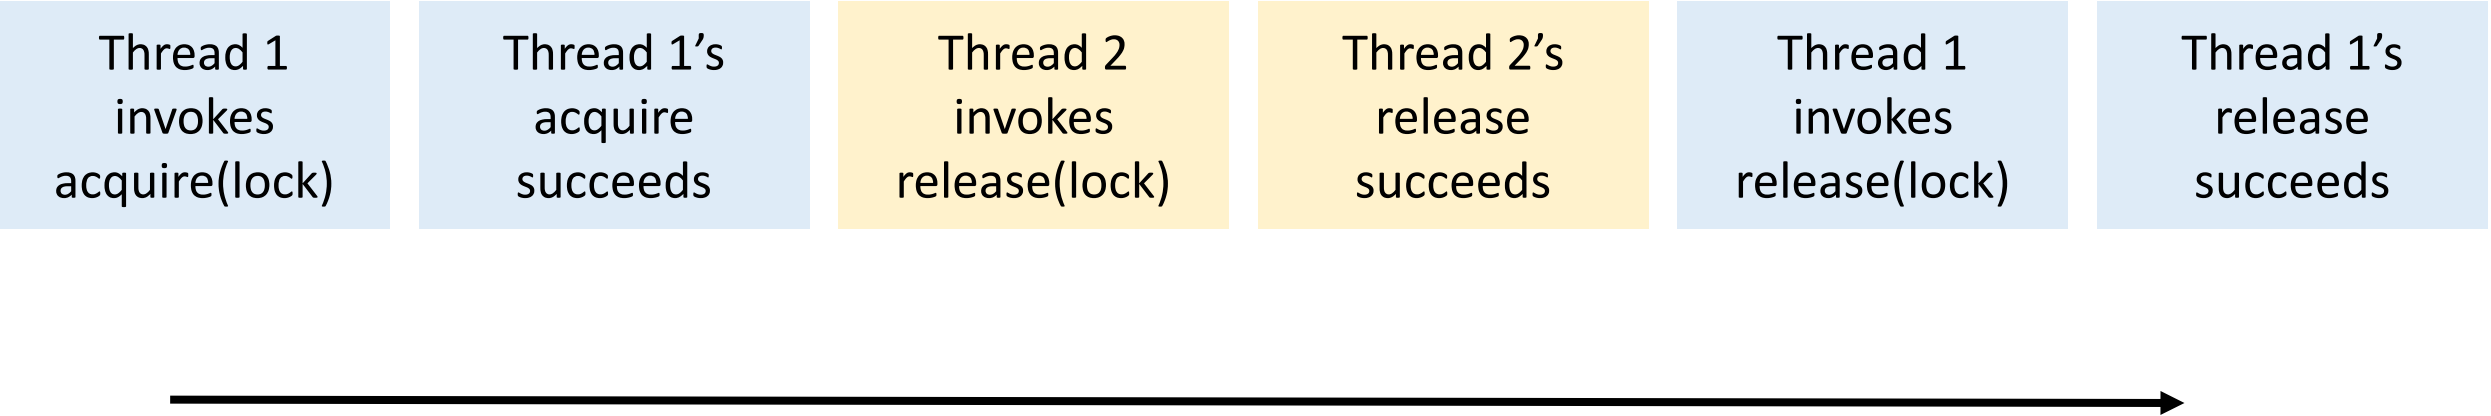 Thread 1
invokes
acquire(lock)
Thread 1’s
acquire
succeeds
Thread 2
invokes
release(lock)
Thread 2’s
release
succeeds
Thread 1
invokes
release(lock)
Thread 1’s
release
succeeds